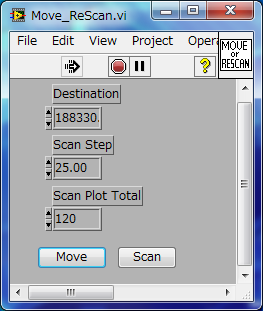 Move_ReScan.vi
File Edit View Project Opera
MOVE
or
RESCAN
?
Destination
188330.
Scan Step
25.00
Scan Plot Total
120
Move Scan